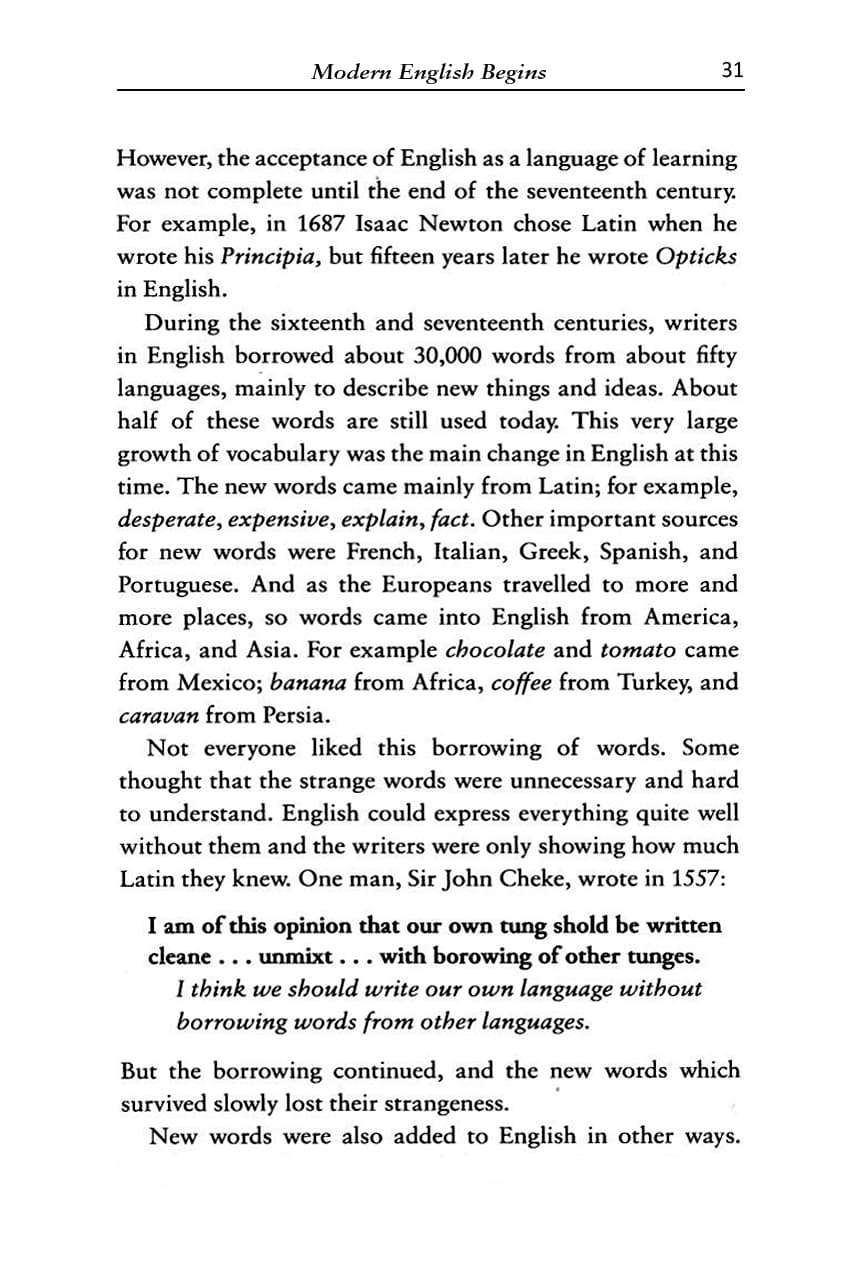 Modern English Begins 31
However, the acceptance of English as a language of learning
was not complete until the end of the seventeenth century.
For example, in 1687 Isaac Newton chose Latin when he
wrote his Principia, but fifteen years later he wrote Opticks
in English.
During the sixteenth and seventeenth centuries, writers
in English borrowed about 30,000 words from about fifty
languages, mainly to describe new things and ideas. About
half of these words are still used today. This very large
growth of vocabulary was the main change in English at this
time. The new words came mainly from Latin; for example,
desperate, expensive, explain, fact. Other important sources
for new words were French, Italian, Greek, Spanish, and
Portuguese. And as the Europeans travelled to more and
more places, so words came into English from America,
Africa, and Asia. For example chocolate and tomato came
from Mexico; banana from Africa, coffee from Turkey, and
caravan from Persia.
Not everyone liked this borrowing of words. Some
thought that the strange words were unnecessary and hard
to understand. English could express everything quite well
without them and the writers were only showing how much
Latin they knew. One man, Sir John Cheke, wrote in 1557:
I am of this opinion that our own tung shold be written
cleane . . . unmixt . . . with borowing of other tunges.
I think we should write our own language without
borrowing words from other languages.
But the borrowing continued, and the new words which
survived slowly lost their strangeness.
New words were also added to English in other ways.